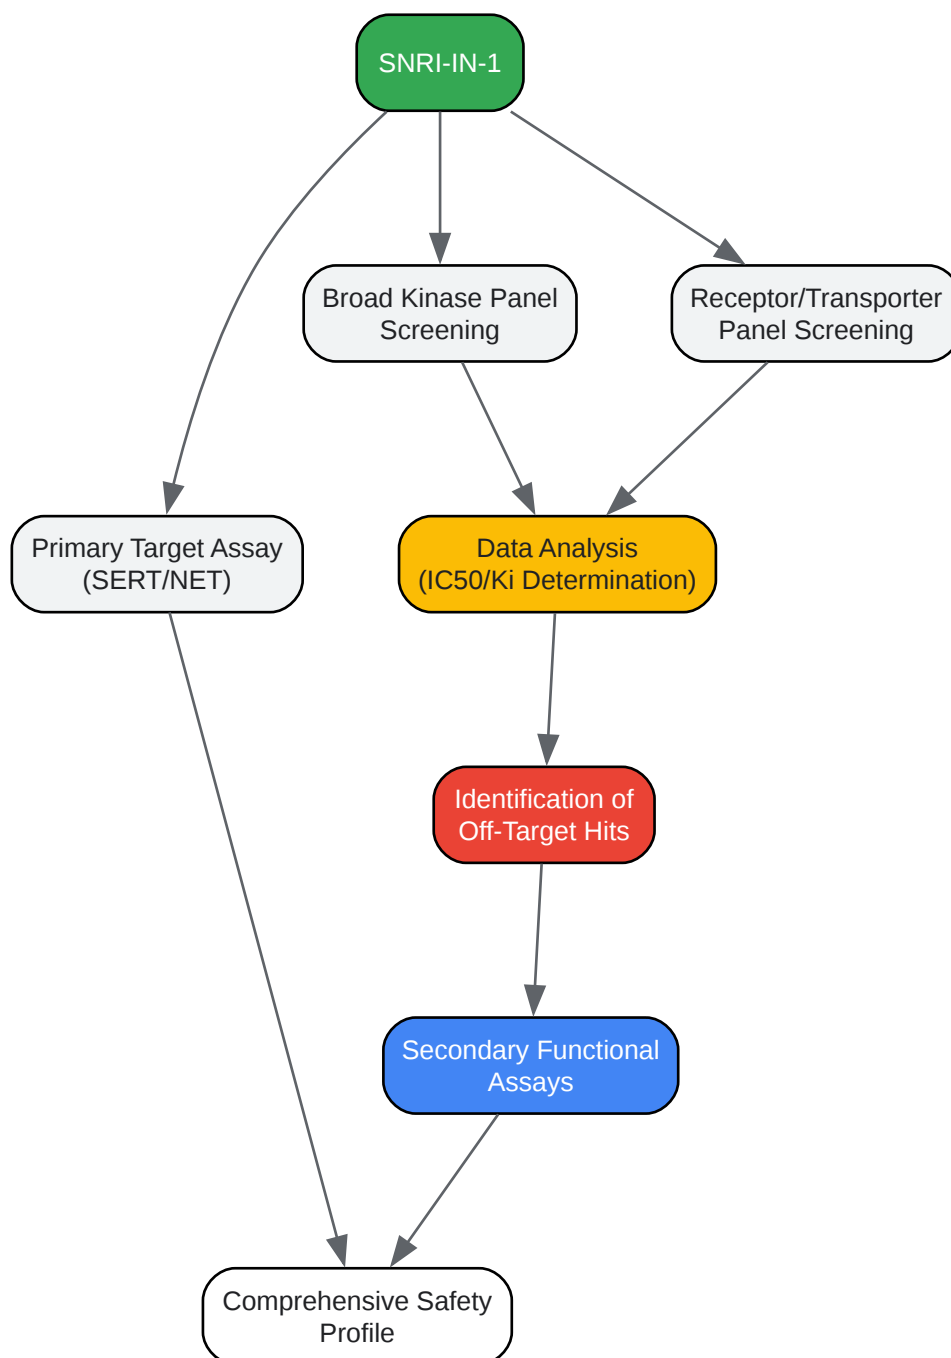 SNRI-IN-1
Broad Kinase Panel
Screening
Receptor/Transporter
Panel Screening
Primary Target Assay
(SERT/NET)
Data Analysis
(IC50/Ki Determination)
Identification of
Off-Target Hits
Secondary Functional
Assays
Comprehensive Safety
Profile